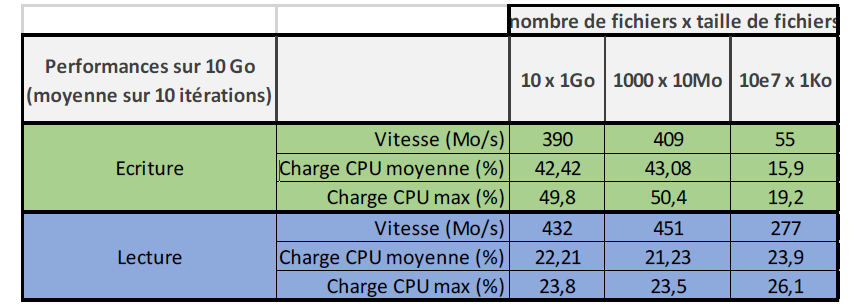 nombre de fichiers x taille de fichiers
Performances sur 10 Go
(moyenne sur 10 itérations)
10 x 1Go 1000 x 10Mo 10e7 x 1Ko
Ecriture
Vitesse (Mo/s) 390 409 55
Charge CPU moyenne (%) 42,42 43,08 15,9
Charge CPU max (%) 49,8 50,4 19,2
Lecture
Vitesse (Mo/s) 432 451 277
Charge CPU moyenne (%) 22,21 21,23 23,9
Charge CPU max (%) 23,8 23,5 26,1